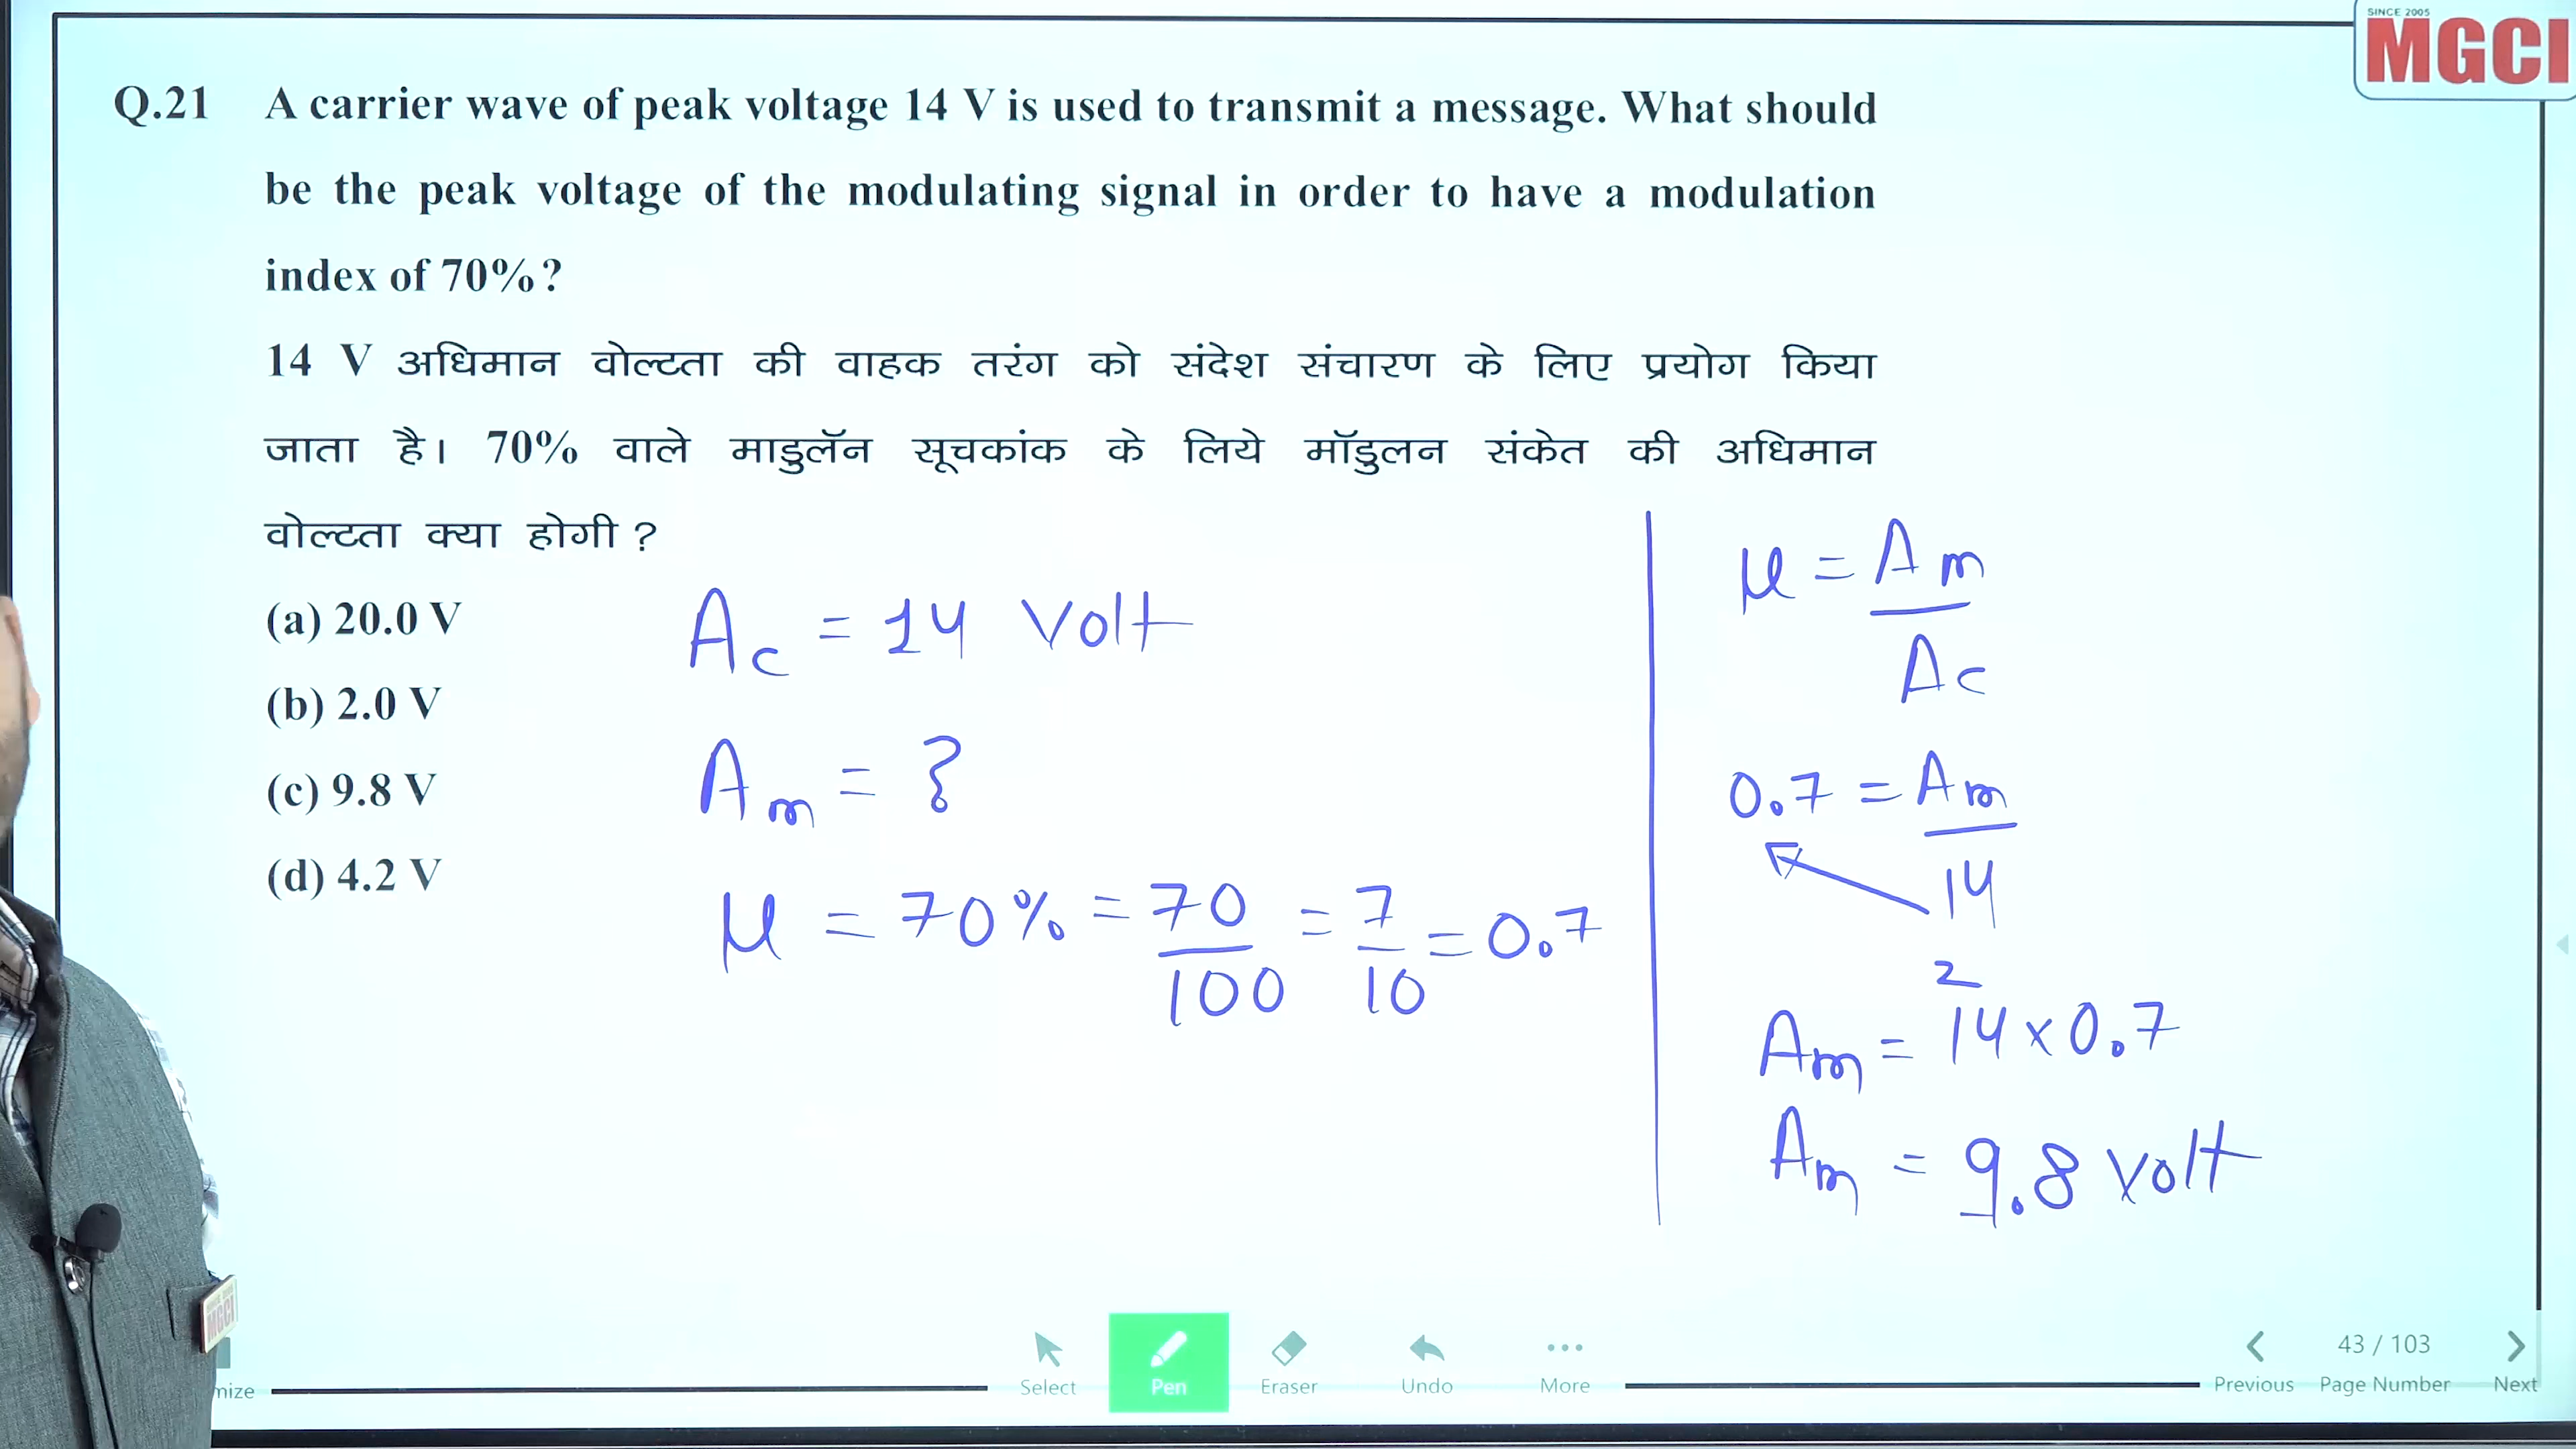 SINCE 2005
MGCI
Q.21 A carrier wave of peak voltage 14 V is used to transmit a message. What should
be the peak voltage of the modulating signal in order to have a modulation
index of 70%?
14 V अधिमान वोल्टता की वाहक तरंग को संदेश संचारण के लिए प्रयोग किया
जाता है। 70% वाले माडुलॅन सूचकांक के लिये मॉडुलन संकेत की अधिमान
वोल्टता क्या होगी ?
(a) 20.0 V
(b) 2.0 V
(c) 9.8 V
(d) 4.2 V
Ac = 14 Volt
Am = ?
μ = 70% = 70/100 = 7/10 = 0.7
μ = Am/Ac
0.7 = Am/14
2
Am = 14 × 0.7
Am = 9.8 Volt
MGCI
mize
Select
Pen
Eraser
Undo
More
43 / 103
Previous
Page Number
Next